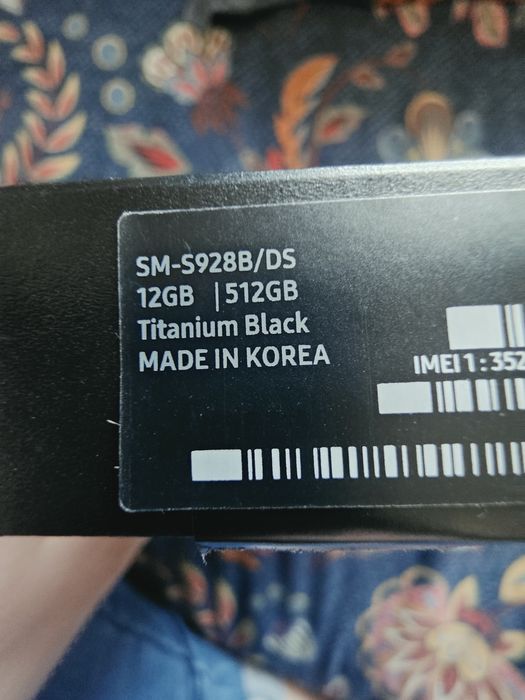 SM-S928B/DS
12GB | 512GB
Titanium Black
MADE IN KOREA
IMEI 1 : 352